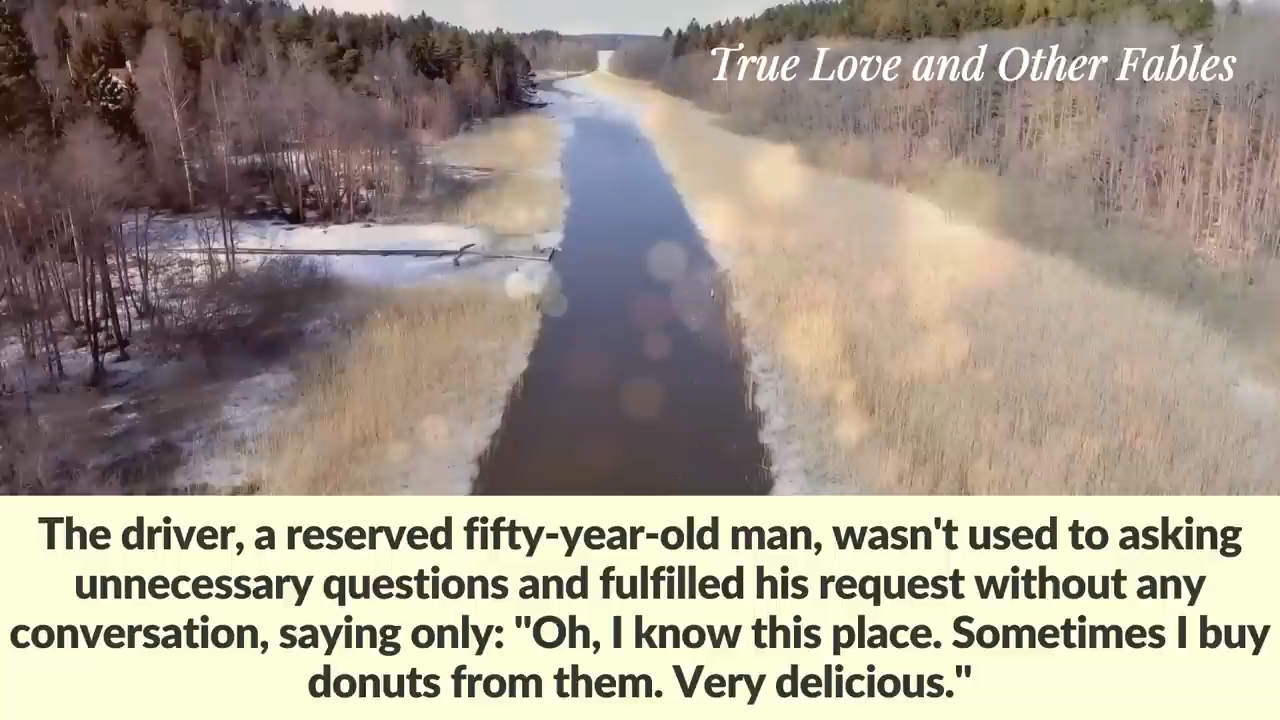 True Love and Other Fables
The driver, a reserved fifty-year-old man, wasn't used to asking
unnecessary questions and fulfilled his request without any
conversation, saying only: "Oh, I know this place. Sometimes I buy
donuts from them. Very delicious."